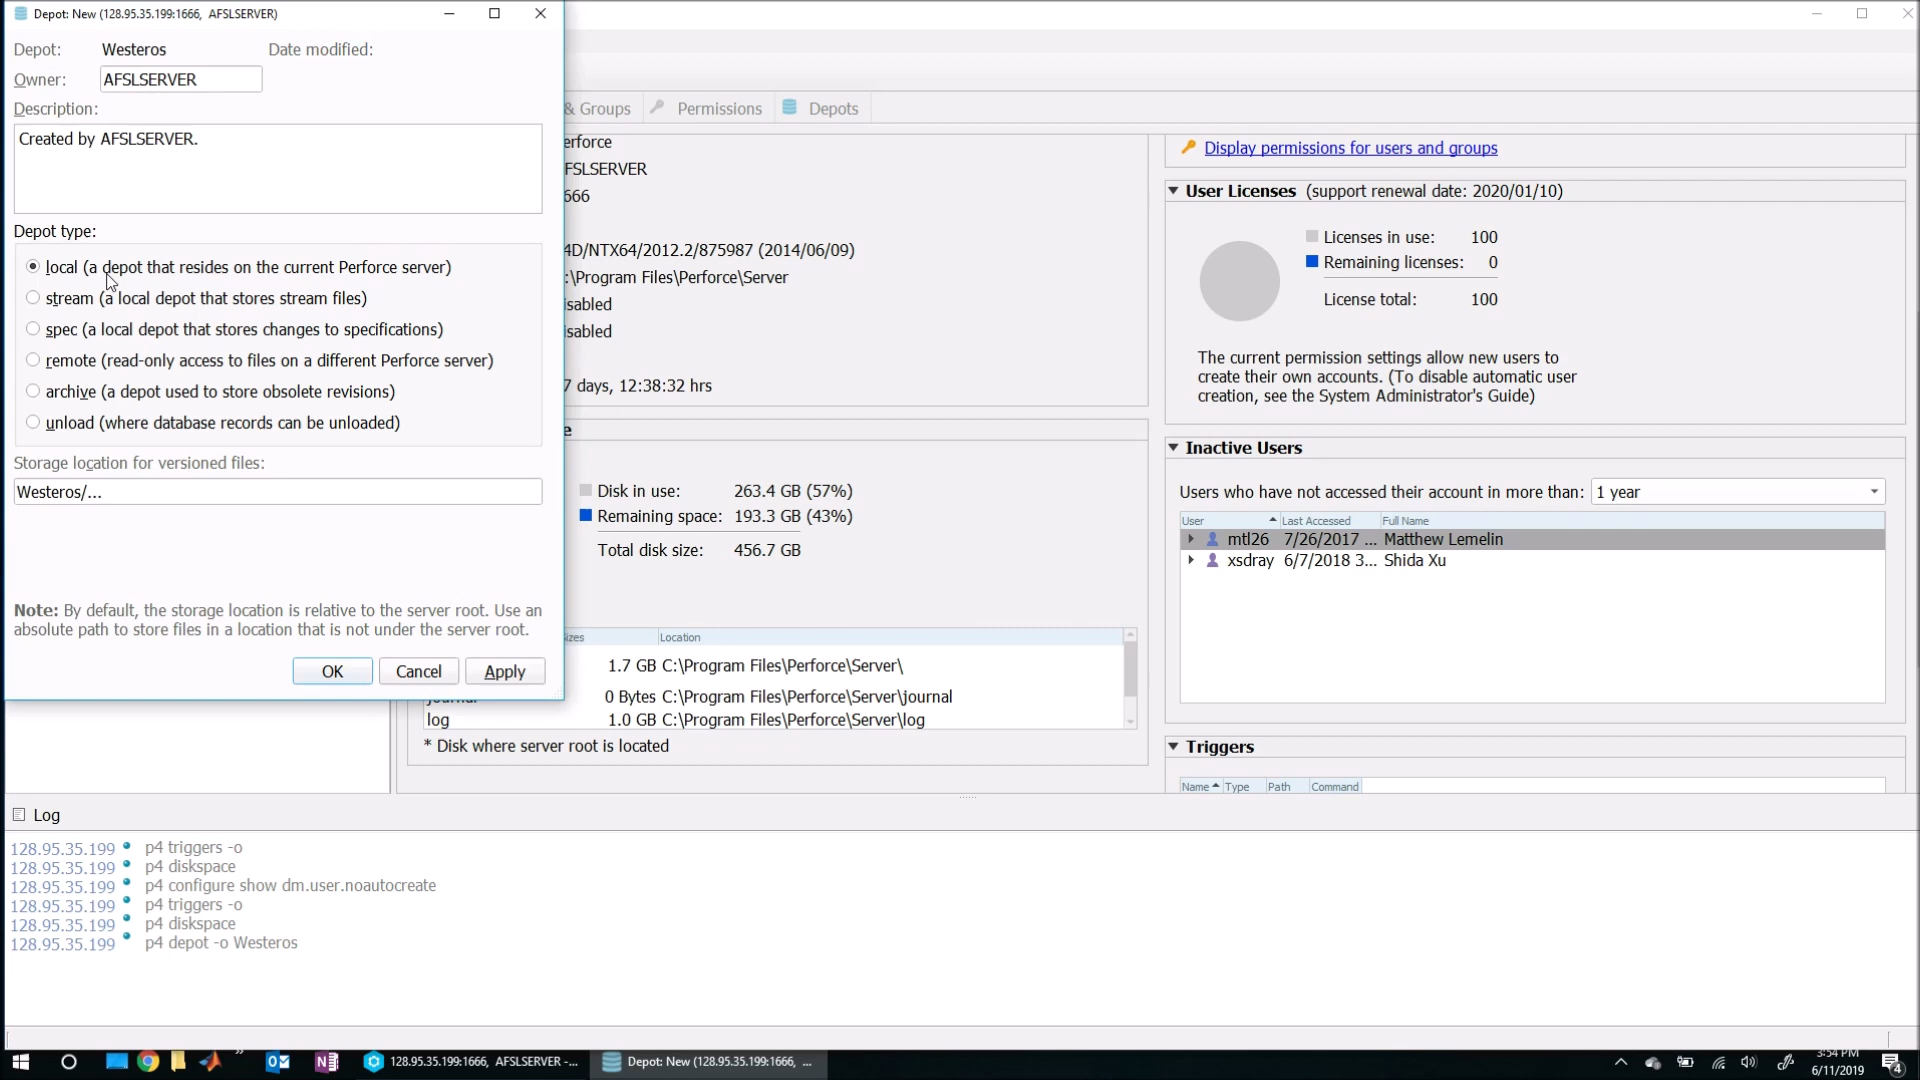 Depot: New (128.95.35.199:1666, AFSLSERVER)
Depot: Westeros Date modified:
Owner: AFSLSERVER
Description:
Created by AFSLSERVER.
Depot type:
local (a depot that resides on the current Perforce server)
stream (a local depot that stores stream files)
spec (a local depot that stores changes to specifications)
remote (read-only access to files on a different Perforce server)
archive (a depot used to store obsolete revisions)
unload (where database records can be unloaded)
Storage location for versioned files:
Westeros/...
Note: By default, the storage location is relative to the server root. Use an
absolute path to store files in a location that is not under the server root.
OK Cancel Apply
& Groups Permissions Depots
erforce
FSLSERVER
666
4D/NTX64/2012.2/875987 (2014/06/09)
:\Program Files\Perforce\Server
isabled
isabled
7 days, 12:38:32 hrs
e
Disk in use: 263.4 GB (57%)
Remaining space: 193.3 GB (43%)
Total disk size: 456.7 GB
izes Location
1.7 GB C:\Program Files\Perforce\Server\
journal 0 Bytes C:\Program Files\Perforce\Server\journal
log 1.0 GB C:\Program Files\Perforce\Server\log
* Disk where server root is located
Display permissions for users and groups
User Licenses (support renewal date: 2020/01/10)
Licenses in use: 100
Remaining licenses: 0
License total: 100
The current permission settings allow new users to
create their own accounts. (To disable automatic user
creation, see the System Administrator's Guide)
Inactive Users
Users who have not accessed their account in more than: 1 year
User Last Accessed Full Name
mtl26 7/26/2017 ... Matthew Lemelin
xsdray 6/7/2018 3... Shida Xu
Triggers
Name Type Path Command
Log
128.95.35.199 p4 triggers -o
128.95.35.199 p4 diskspace
128.95.35.199 p4 configure show dm.user.noautocreate
128.95.35.199 p4 triggers -o
128.95.35.199 p4 diskspace
128.95.35.199 p4 depot -o Westeros
128.95.35.199:1666, AFSLSERVER -... Depot: New (128.95.35.199:1666, ...
3:54 PM
6/11/2019
4